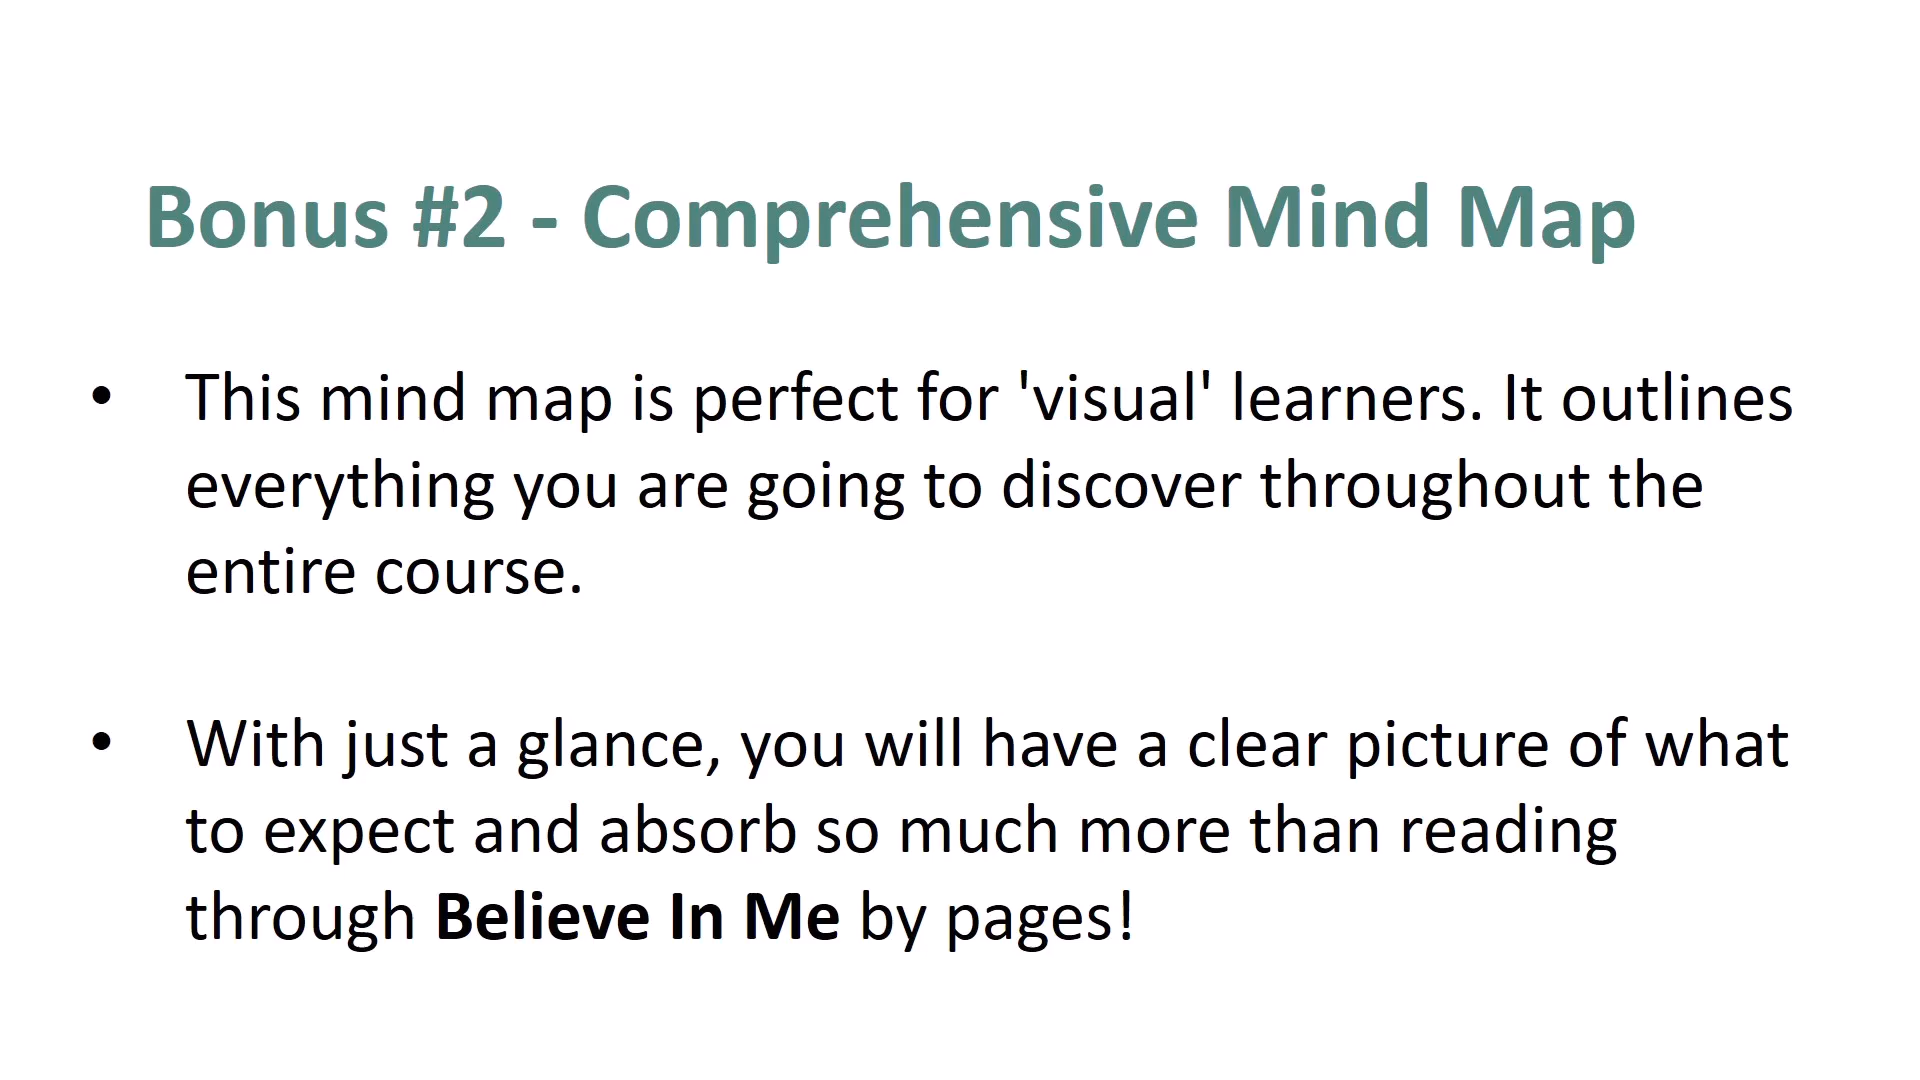 Bonus #2 - Comprehensive Mind Map
• This mind map is perfect for 'visual' learners. It outlines
everything you are going to discover throughout the
entire course.
• With just a glance, you will have a clear picture of what
to expect and absorb so much more than reading
through Believe In Me by pages!